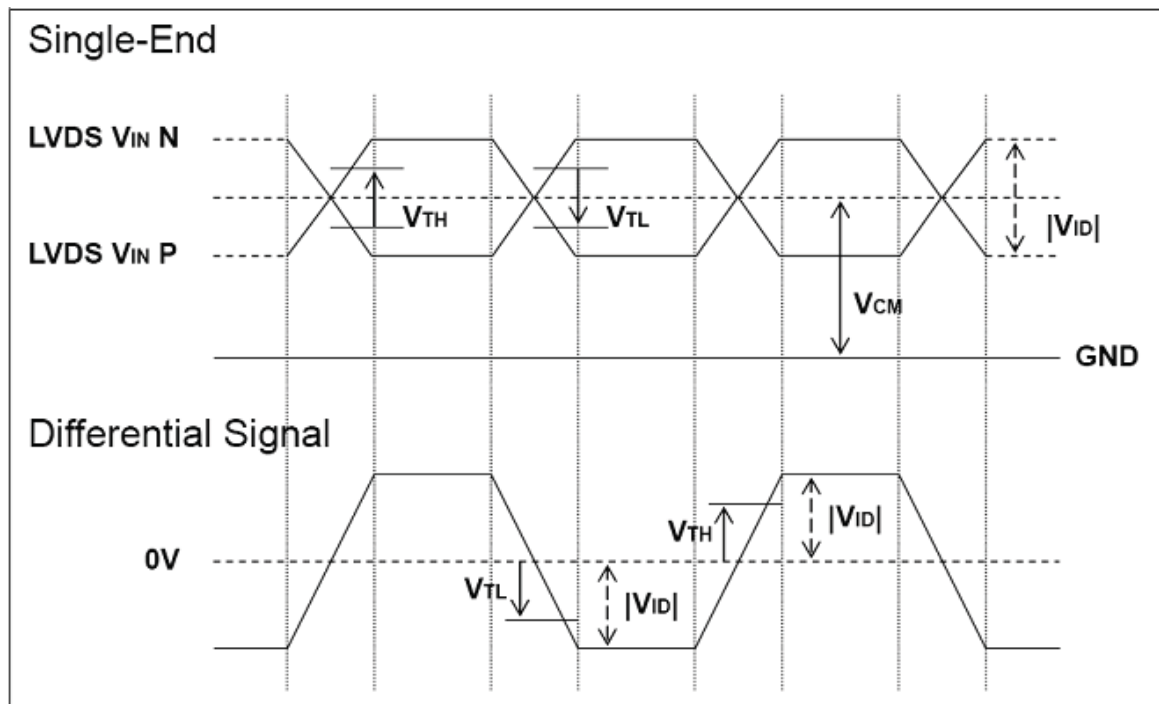 Single-End
LVDS VIN N
VTH
VTL
|VID|
LVDS VIN P
VCM
GND
Differential Signal
|VID|
VTH
0V
VTL
|VID|